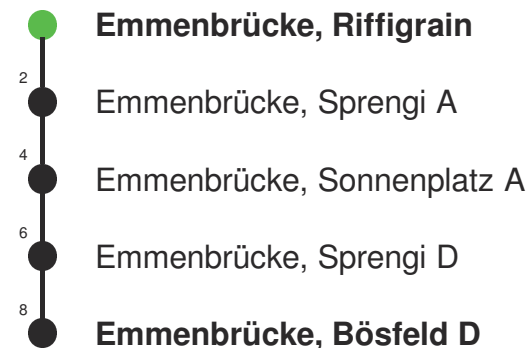 Emmenbrücke, Riffigrain
2
Emmenbrücke, Sprengi A
4
Emmenbrücke, Sonnenplatz A
6
Emmenbrücke, Sprengi D
8
Emmenbrücke, Bösfeld D